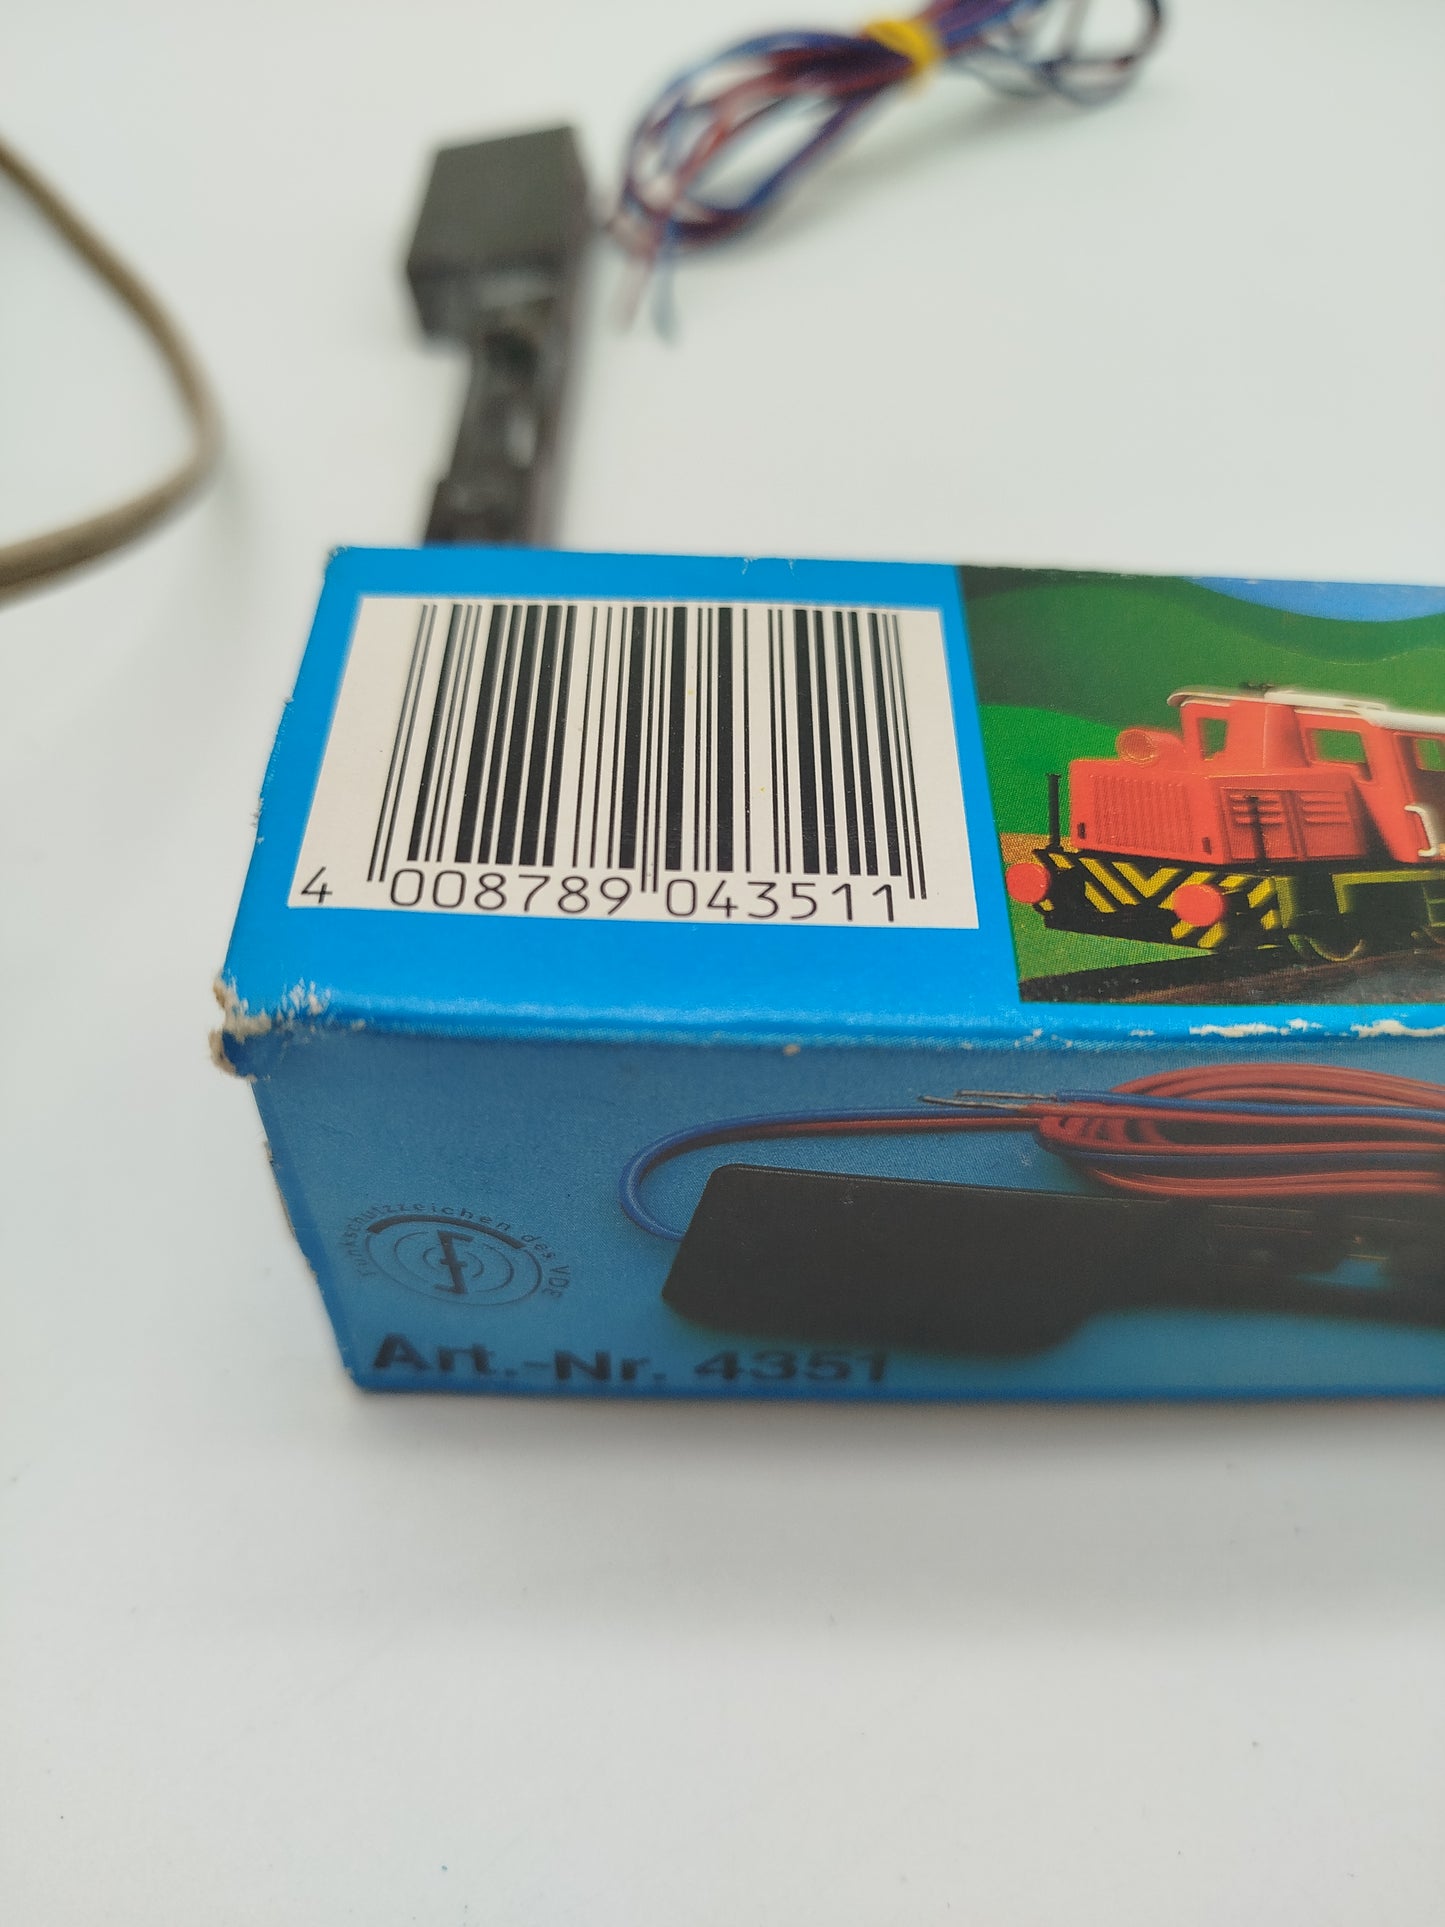 4 008789 043511
Funkschutzzeichen des VDE
Art.-Nr. 4351